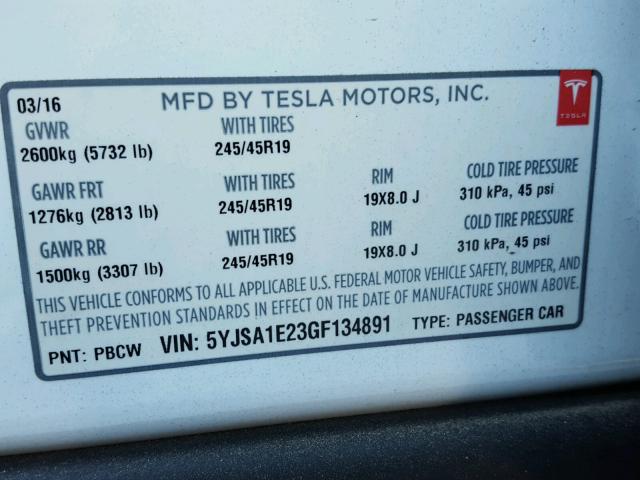 03/16 MFD BY TESLA MOTORS, INC.
TESLA
GVWR WITH TIRES
2600kg (5732 lb) 245/45R19
GAWR FRT WITH TIRES RIM COLD TIRE PRESSURE
1276kg (2813 lb) 245/45R19 19X8.0 J 310 kPa, 45 psi
GAWR RR WITH TIRES RIM COLD TIRE PRESSURE
1500kg (3307 lb) 245/45R19 19X8.0 J 310 kPa, 45 psi
THIS VEHICLE CONFORMS TO ALL APPLICABLE U.S. FEDERAL MOTOR VEHICLE SAFETY, BUMPER, AND
THEFT PREVENTION STANDARDS IN EFFECT ON THE DATE OF MANUFACTURE SHOWN ABOVE.
PNT: PBCW VIN: 5YJSA1E23GF134891 TYPE: PASSENGER CAR